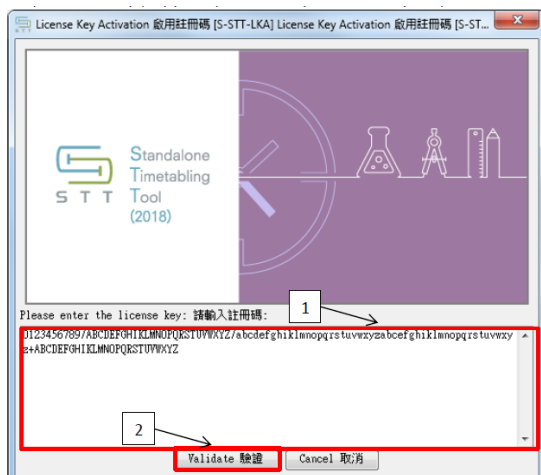 License Key Activation 啟用註冊碼 [S-STT-LKA] License Key Activation 啟用註冊碼 [S-ST...
STT
Standalone
Timetabling
Tool
(2018)
S T T
Please enter the license key: 請輸入註冊碼:
1
0123456789/ABCDEFGHIKLMNOPQRSTUVWXYZ/abcdefghiklmnopqrstuvwxyzabcefghiklmnopqrstuvwxy
z+ABCDEFGHIKLMNOPQRSTUVWXYZ
2
Validate 驗證
Cancel 取消